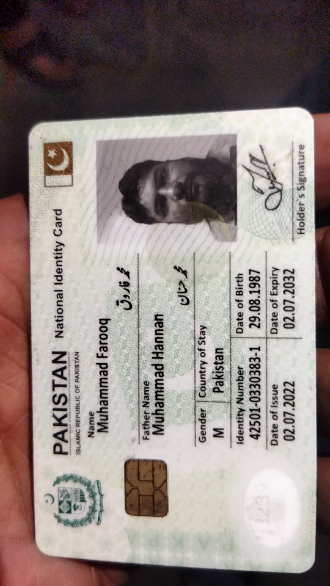 PAKISTAN National Identity Card
ISLAMIC REPUBLIC OF PAKISTAN
Name
Muhammad Farooq
محمد فاروق
Father Name
Muhammad Hannan
محمد حنان
Gender Country of Stay
M Pakistan
Identity Number Date of Birth
42501-0330383-1 29.08.1987
Date of Issue Date of Expiry
02.07.2022 02.07.2032
Holder's Signature